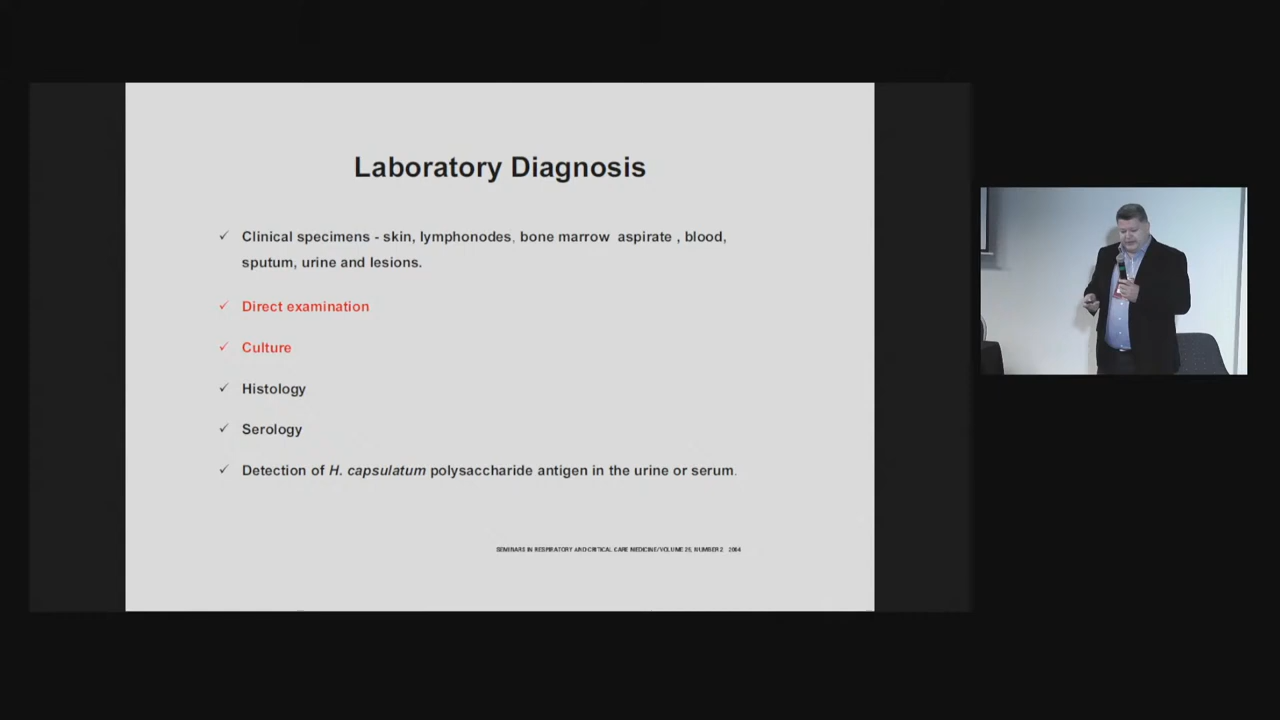 Laboratory Diagnosis
✓ Clinical specimens - skin, lymphonodes, bone marrow aspirate , blood,
sputum, urine and lesions.
✓ Direct examination
✓ Culture
✓ Histology
✓ Serology
✓ Detection of H. capsulatum polysaccharide antigen in the urine or serum.
SEMINARS IN RESPIRATORY AND CRITICAL CARE MEDICINE/VOLUME 25, NUMBER 2 2004